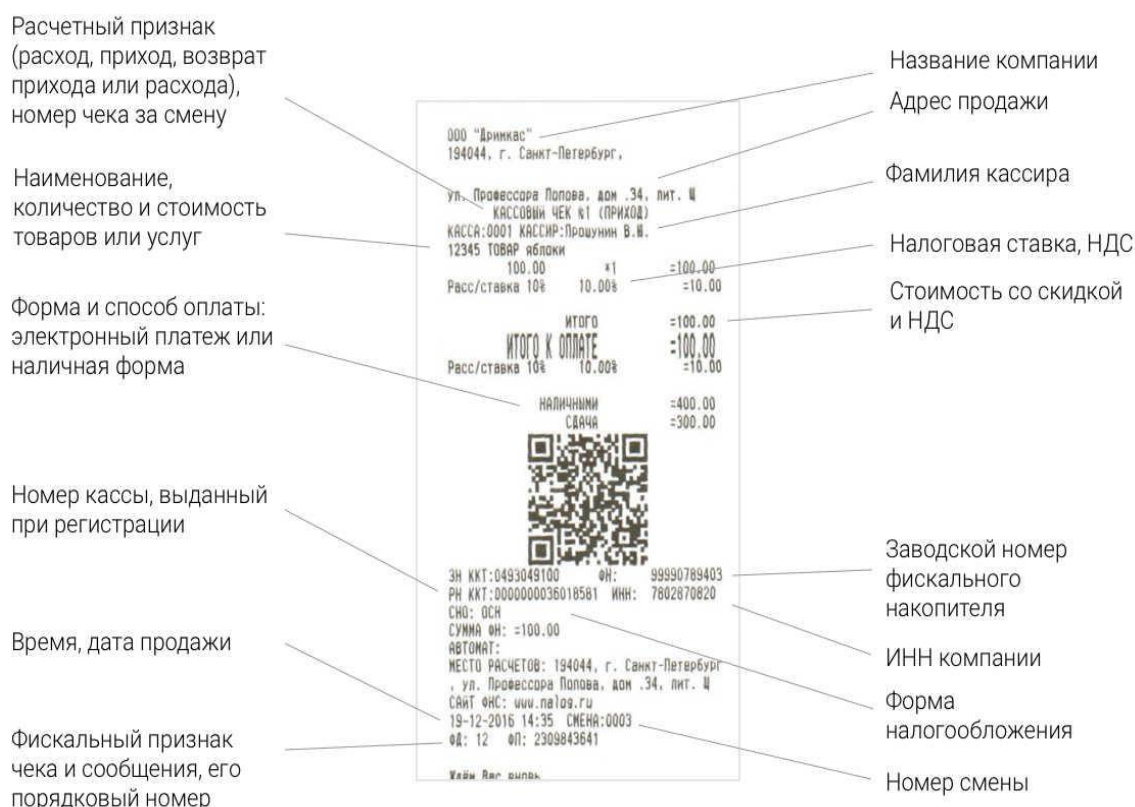 Расчетный признак
(расход, приход, возврат
прихода или расхода),
номер чека за смену
Наименование,
количество и стоимость
товаров или услуг
Форма и способ оплаты:
электронный платеж или
наличная форма
Номер кассы, выданный
при регистрации
Время, дата продажи
Фискальный признак
чека и сообщения, его
порядковый номер
ООО "Дримкас"
194044, г. Санкт-Петербург,
ул. Профессора Попова, дом .34, лит. Щ
КАССОВЫЙ ЧЕК №1 (ПРИХОД)
КАССА:0001 КАССИР:Прошунин В.Ю.
12345 ТОВАР яблоки
100.00 *1 =100.00
Расс/ставка 10% 10.00% =10.00
ИТОГО =100.00
ИТОГО К ОПЛАТЕ =100.00
Расс/ставка 10% 10.00% =10.00
НАЛИЧНЫМИ =400.00
СДАЧА =300.00
ЗН ККТ:0493049100 ФН: 99990789403
РН ККТ:0000000036018581 ИНН: 7802870820
СНО: ОСН
СУММА ФН: =100.00
АВТОМАТ:
МЕСТО РАСЧЕТОВ: 194044, г. Санкт-Петербург
, ул. Профессора Попова, дом .34, лит. Щ
САЙТ ФНС: www.nalog.ru
19-12-2016 14:35 СМЕНА:0003
ФД: 12 ФП: 2309843641
Ждём Вас вновь
Название компании
Адрес продажи
Фамилия кассира
Налоговая ставка, НДС
Стоимость со скидкой
и НДС
Заводской номер
фискального
накопителя
ИНН компании
Форма
налогообложения
Номер смены